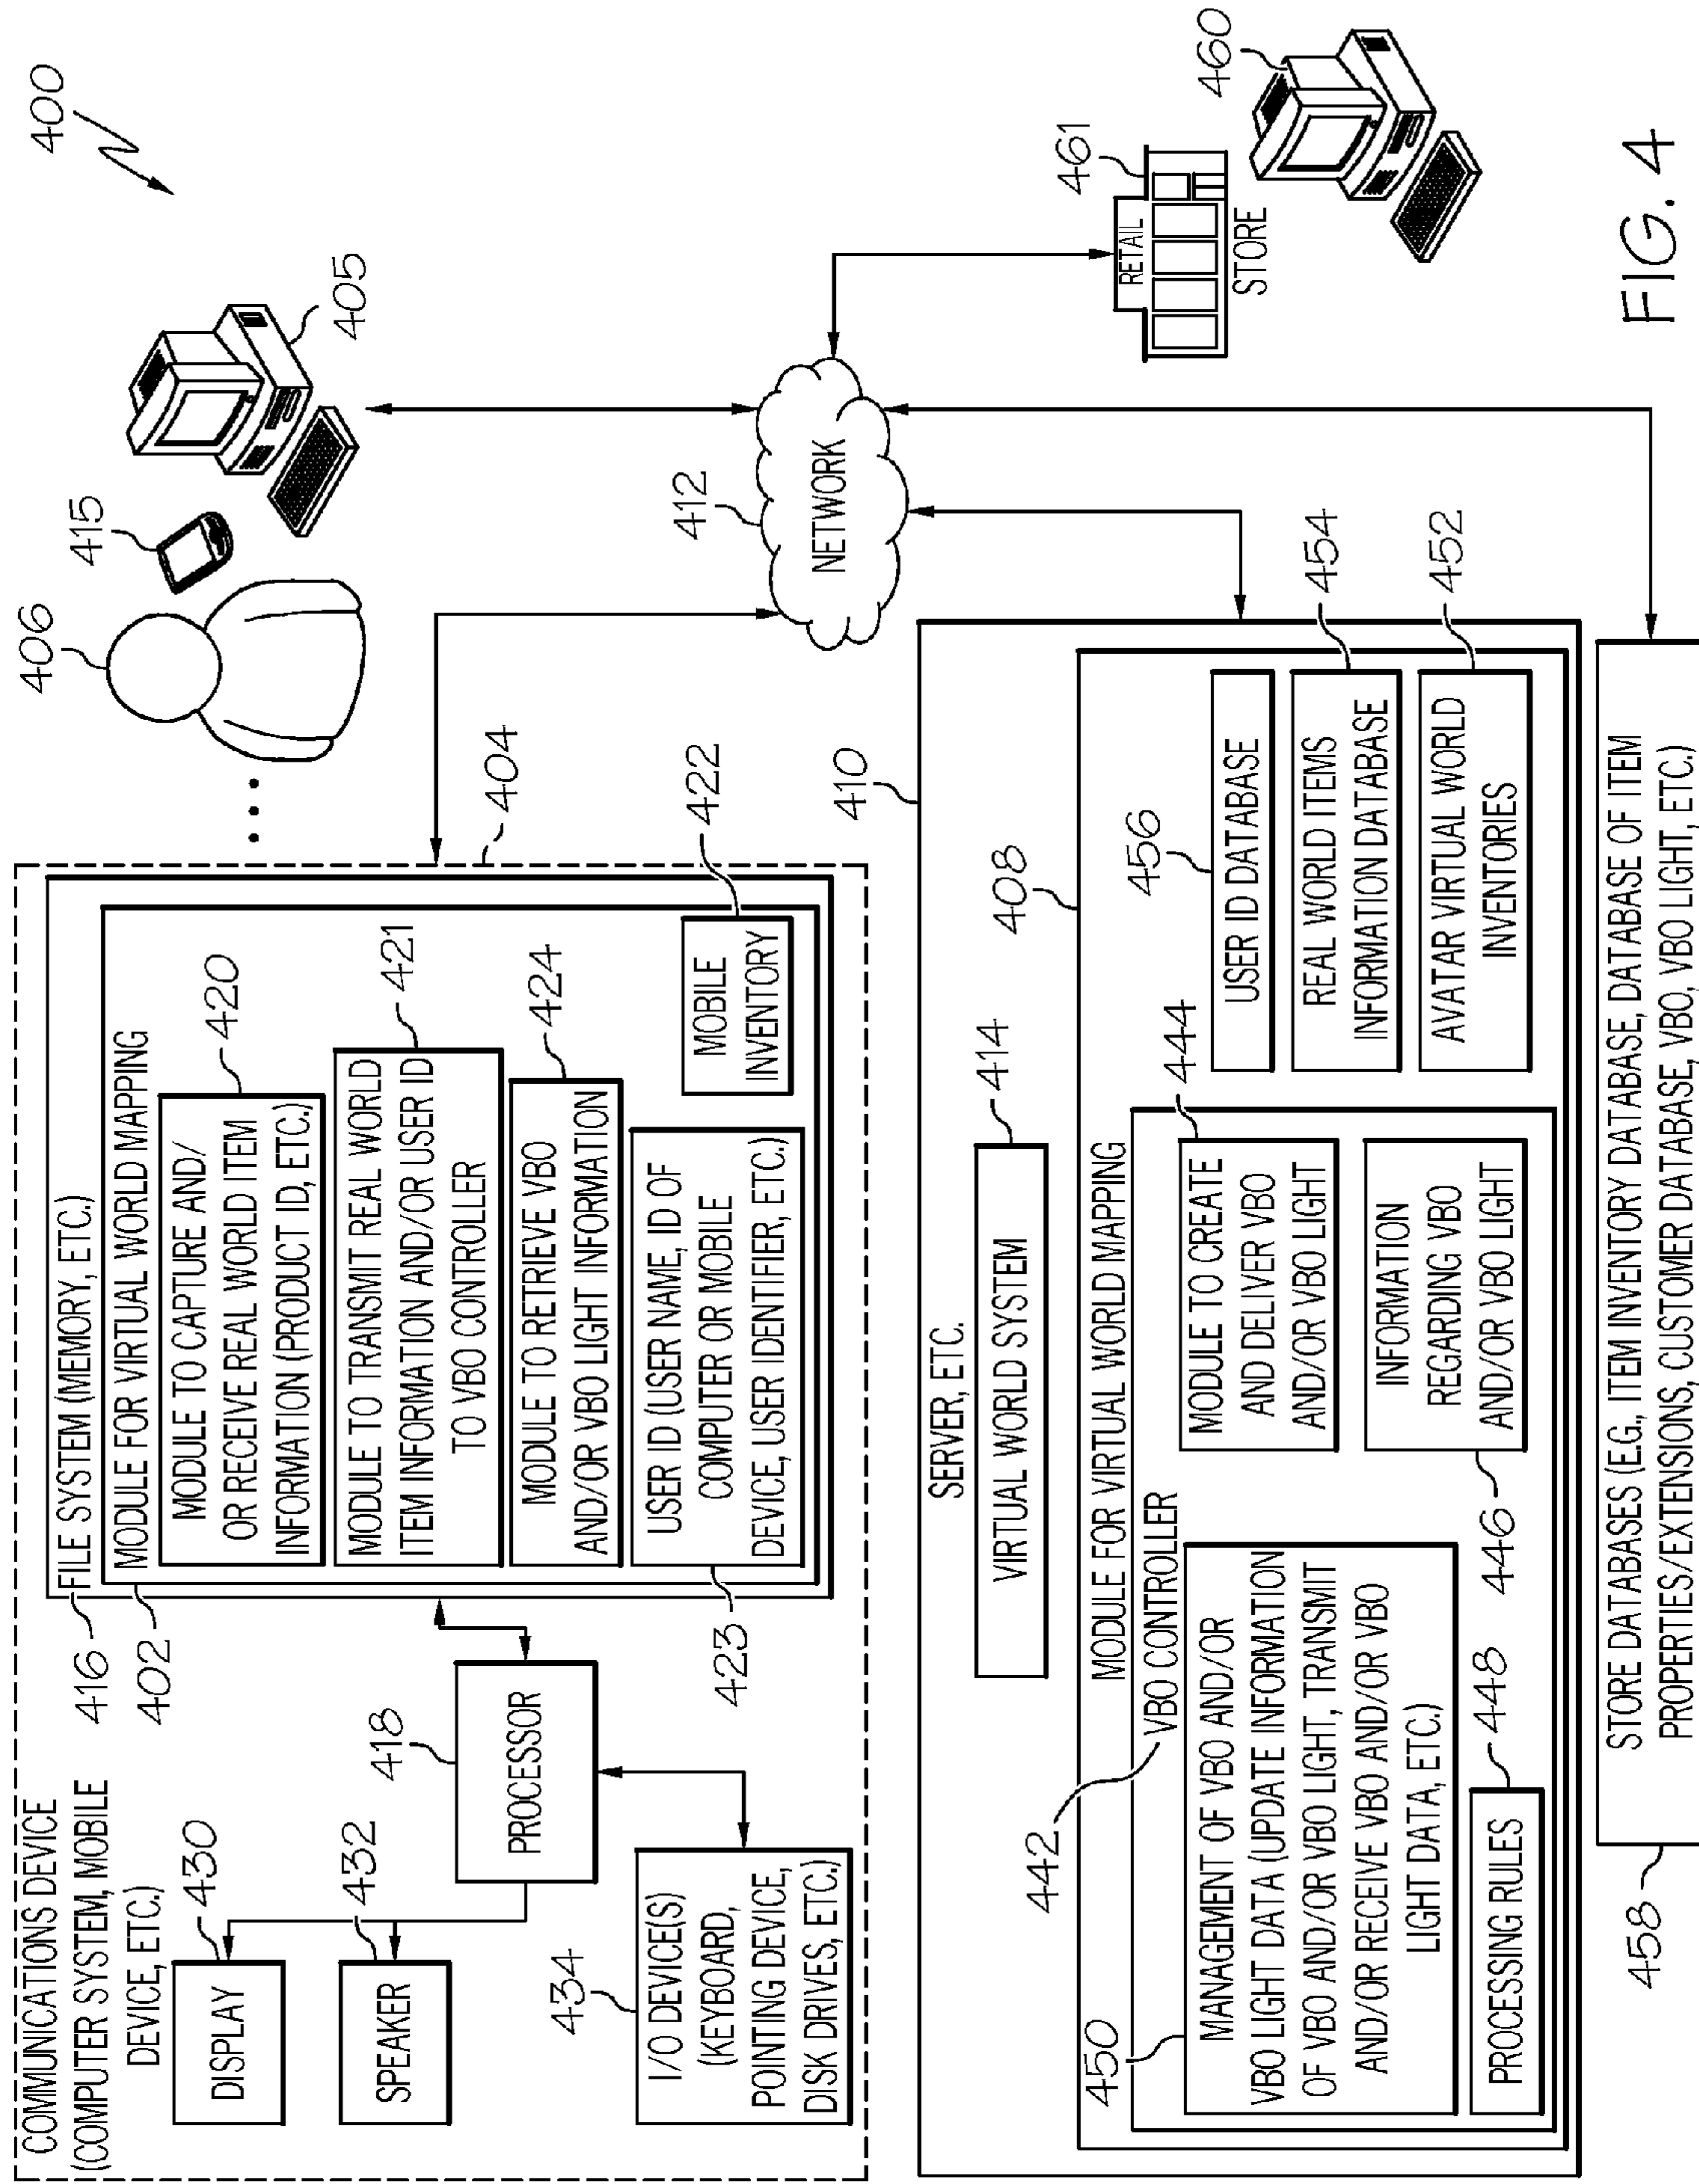 400
COMMUNICATIONS DEVICE
(COMPUTER SYSTEM, MOBILE
DEVICE, ETC.)
430
DISPLAY
432
SPEAKER
434
I/O DEVICE(S)
(KEYBOARD,
POINTING DEVICE,
DISK DRIVES, ETC.)
418
PROCESSOR
416
FILE SYSTEM (MEMORY, ETC.)
402
MODULE FOR VIRTUAL WORLD MAPPING
420
MODULE TO CAPTURE AND/
OR RECEIVE REAL WORLD ITEM
INFORMATION (PRODUCT ID, ETC.)
421
MODULE TO TRANSMIT REAL WORLD
ITEM INFORMATION AND/OR USER ID
TO VBO CONTROLLER
424
MODULE TO RETRIEVE VBO
AND/OR VBO LIGHT INFORMATION
423
USER ID (USER NAME, ID OF
COMPUTER OR MOBILE
DEVICE, USER IDENTIFIER, ETC.)
422
MOBILE
INVENTORY
404
406
415
405
412
NETWORK
461
RETAIL
STORE
460
410
SERVER, ETC.
414
VIRTUAL WORLD SYSTEM
408
MODULE FOR VIRTUAL WORLD MAPPING
442
VBO CONTROLLER
450
MANAGEMENT OF VBO AND/OR
VBO LIGHT DATA (UPDATE INFORMATION
OF VBO AND/OR VBO LIGHT, TRANSMIT
AND/OR RECEIVE VBO AND/OR VBO
LIGHT DATA, ETC.)
448
PROCESSING RULES
444
MODULE TO CREATE
AND DELIVER VBO
AND/OR VBO LIGHT
446
INFORMATION
REGARDING VBO
AND/OR VBO LIGHT
456
USER ID DATABASE
454
REAL WORLD ITEMS
INFORMATION DATABASE
452
AVATAR VIRTUAL WORLD
INVENTORIES
458
STORE DATABASES (E.G., ITEM INVENTORY DATABASE, DATABASE OF ITEM
PROPERTIES/EXTENSIONS, CUSTOMER DATABASE, VBO, VBO LIGHT, ETC.)
FIG. 4